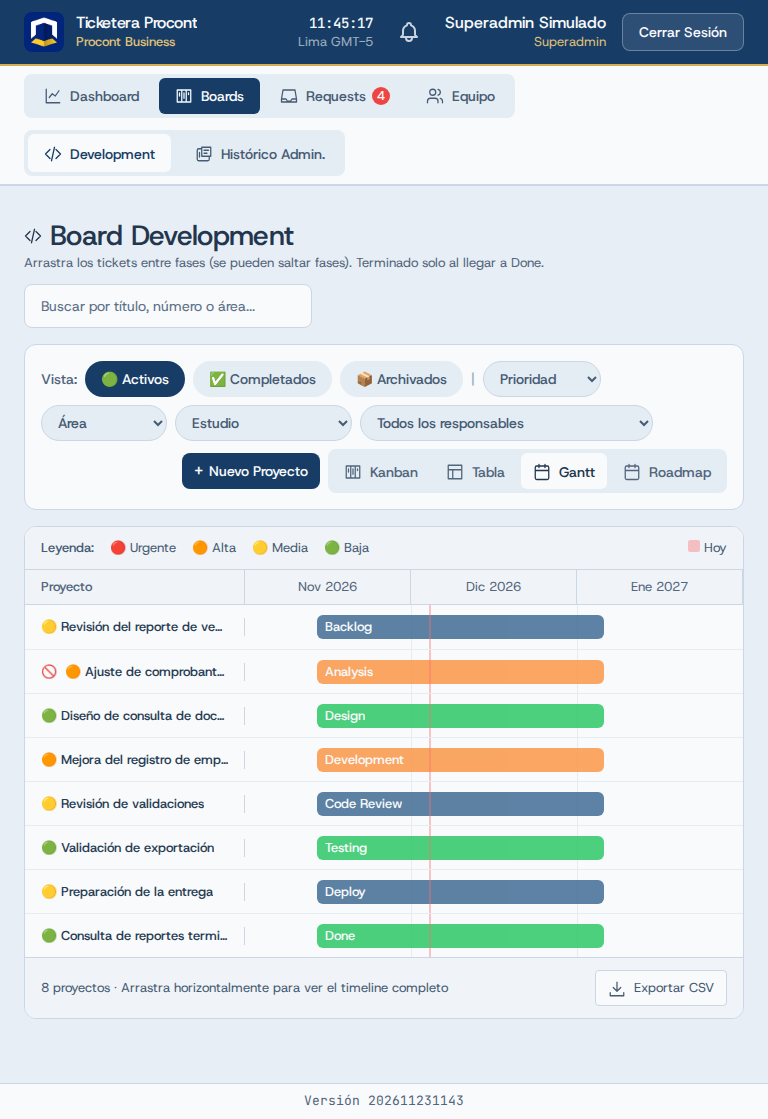 Ticketera Procont
Procont Business
11:45:17
Lima GMT-5
Superadmin Simulado
Superadmin
Cerrar Sesión
Dashboard
Boards
Requests 4
Equipo
Development
Histórico Admin.
Board Development
Arrastra los tickets entre fases (se pueden saltar fases). Terminado solo al llegar a Done.
Buscar por título, número o área...
Vista:
Activos
Completados
Archivados
|
Prioridad
Área
Estudio
Todos los responsables
+ Nuevo Proyecto
Kanban
Tabla
Gantt
Roadmap
Leyenda:
Urgente
Alta
Media
Baja
Hoy
Proyecto
Nov 2026
Dic 2026
Ene 2027
Revisión del reporte de ve...
Backlog
Ajuste de comprobant...
Analysis
Diseño de consulta de doc...
Design
Mejora del registro de emp...
Development
Revisión de validaciones
Code Review
Validación de exportación
Testing
Preparación de la entrega
Deploy
Consulta de reportes termi...
Done
8 proyectos · Arrastra horizontalmente para ver el timeline completo
Exportar CSV
Versión 202611231143